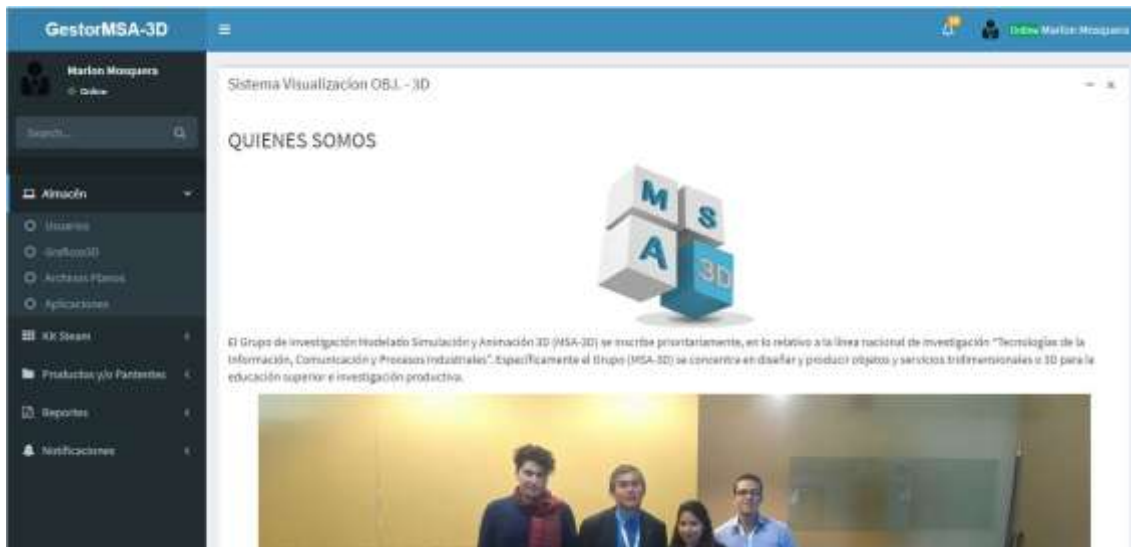 GestorMSA-3D
Online Marlon Mosquera
Marlon Mosquera
Online
Search...
Sistema Visualizacion OBJ. - 3D
QUIENES SOMOS
M
S
A
3D
Almacén
Usuarios
Graficos3D
Archivos Planos
Aplicaciones
Kit Steam
Productos y/o Pantentes
Reportes
Notificaciones
El Grupo de investigación Modelado Simulación y Animación 3D (MSA-3D) se inscribe prioritariamente, en lo relativo a la línea nacional de investigación "Tecnologías de la
Información, Comunicación y Procesos Industriales". Específicamente el Grupo (MSA-3D) se concentra en diseñar y producir objetos y servicios tridimensionales o 3D para la
educación superior e investigación productiva.